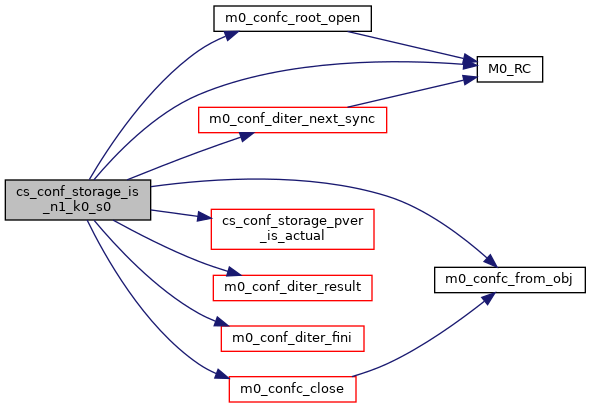 m0_confc_root_open
M0_RC
m0_conf_diter_next_sync
cs_conf_storage_is
_n1_k0_s0
cs_conf_storage_pver
_is_actual
m0_confc_from_obj
m0_conf_diter_result
m0_conf_diter_fini
m0_confc_close